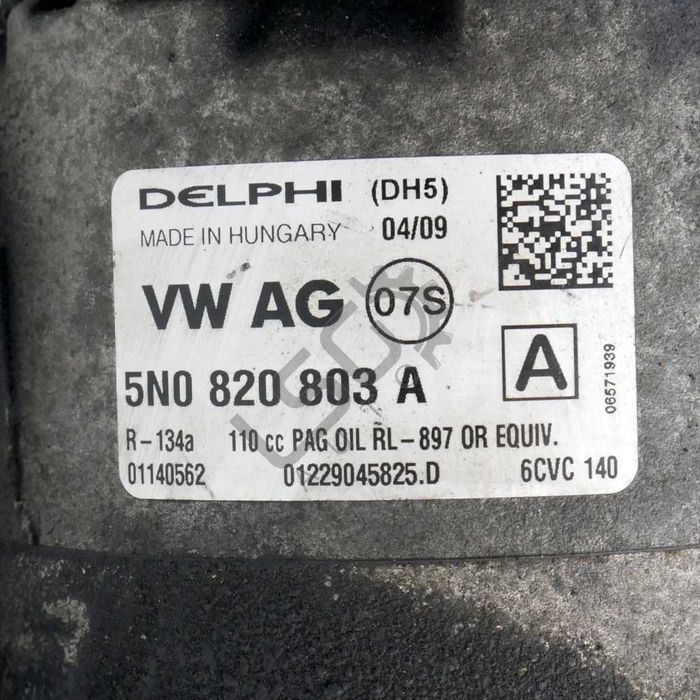 DELPHI (DH5)
MADE IN HUNGARY 04/09
VW AG 07S
5N0 820 803 A A
06571939
R-134a 110 cc PAG OIL RL-897 OR EQUIV.
01140562 01229045825.D 6CVC 140